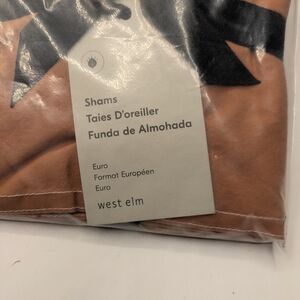 Shams
Taies D'oreiller
Funda de Almohada
Euro
Format Européen
Euro
west elm